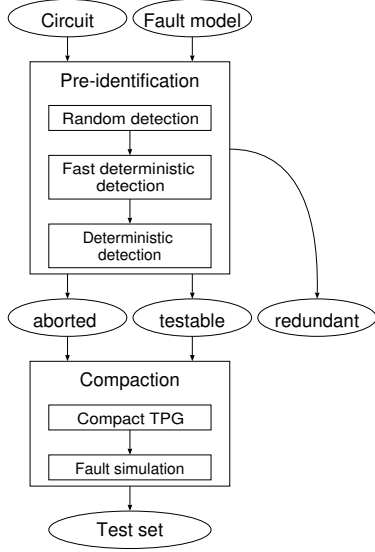 Circuit
Fault model
Pre-identification
Random detection
Fast deterministic
detection
Deterministic
detection
aborted
testable
redundant
Compaction
Compact TPG
Fault simulation
Test set